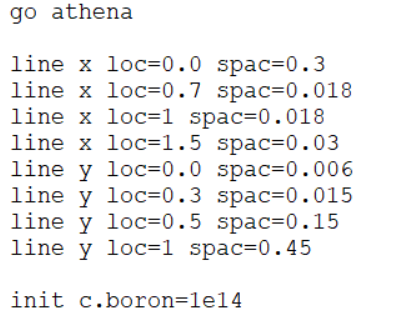 go athena
line x loc=0.0 spac=0.3
line x loc=0.7 spac=0.018
line x loc=1 spac=0.018
line x loc=1.5 spac=0.03
line y loc=0.0 spac=0.006
line y loc=0.3 spac=0.015
line y loc=0.5 spac=0.15
line y loc=1 spac=0.45
init c.boron=1e14